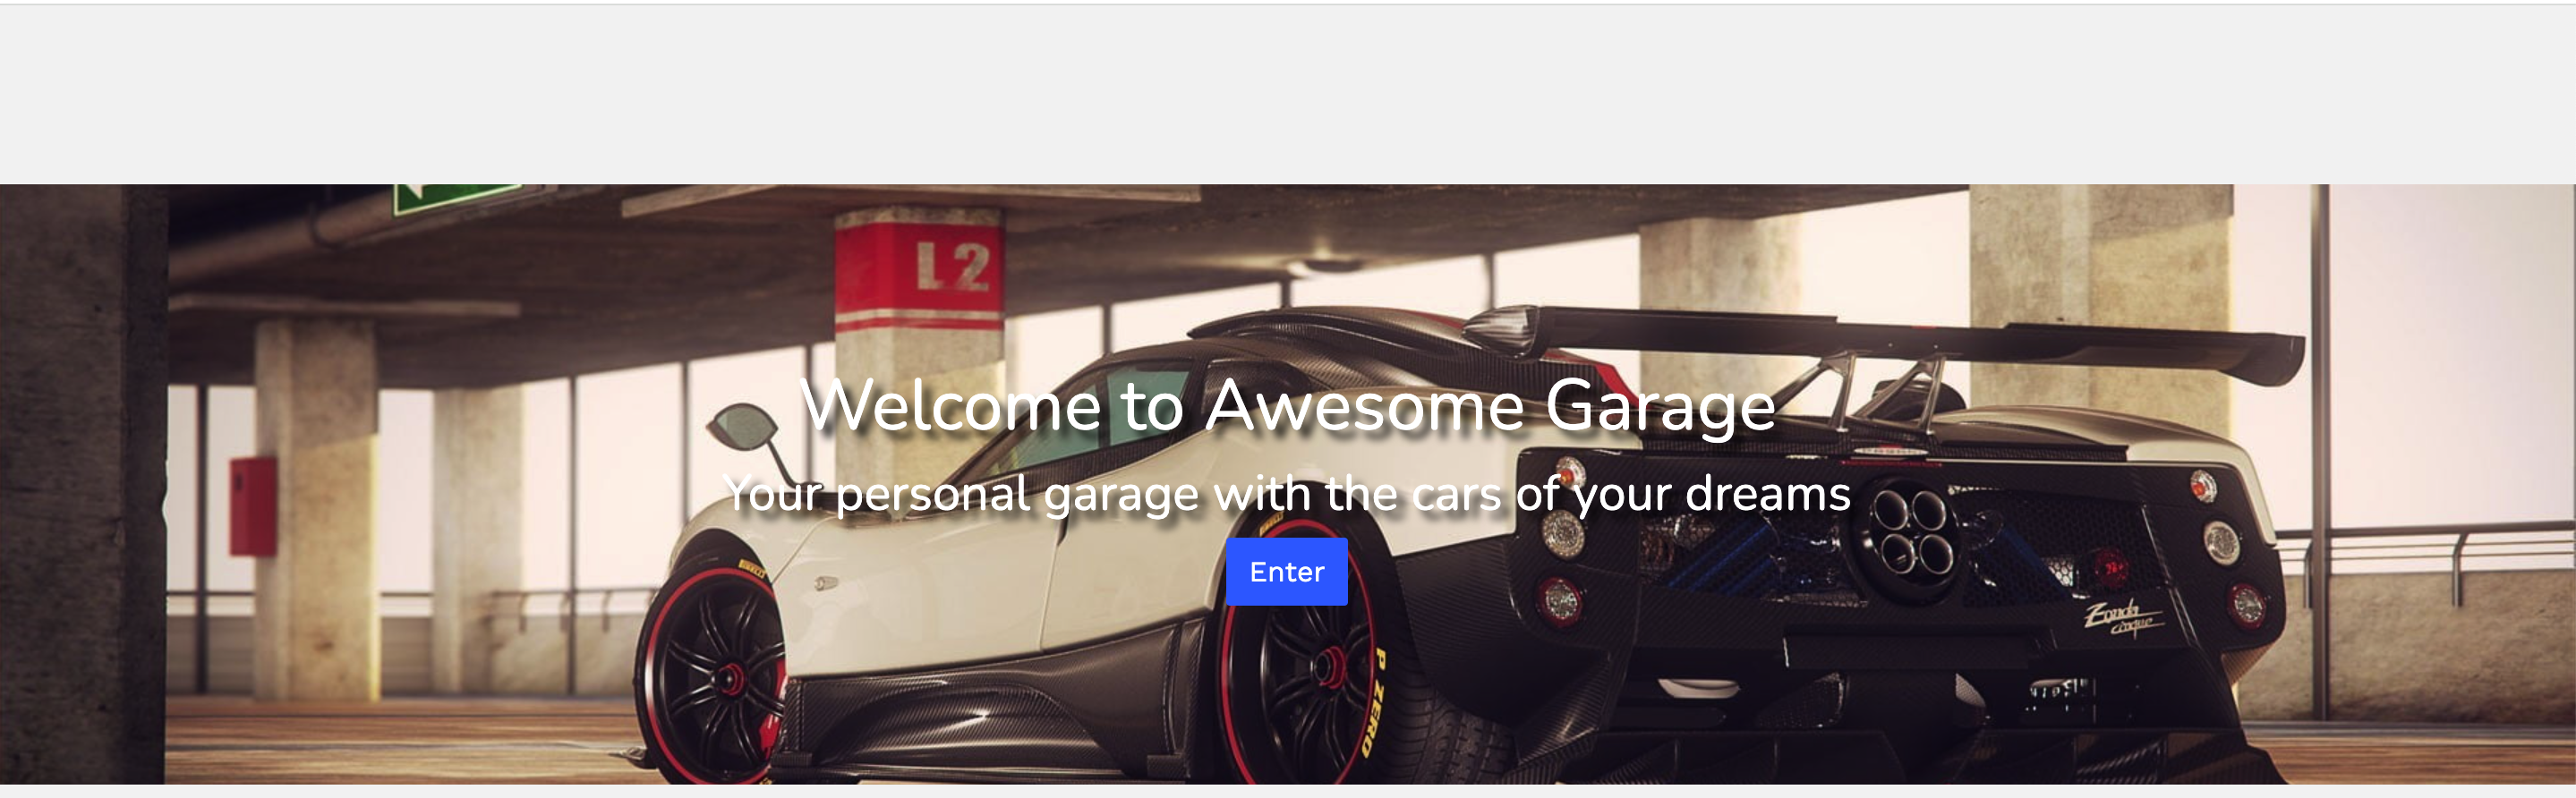 L2
Welcome to Awesome Garage
Your personal garage with the cars of your dreams
Enter
P ZERO
Zonda
cinque